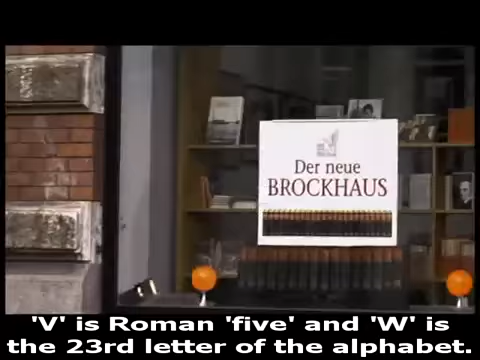 Der neue
BROCKHAUS
'V' is Roman 'five' and 'W' is
the 23rd letter of the alphabet.